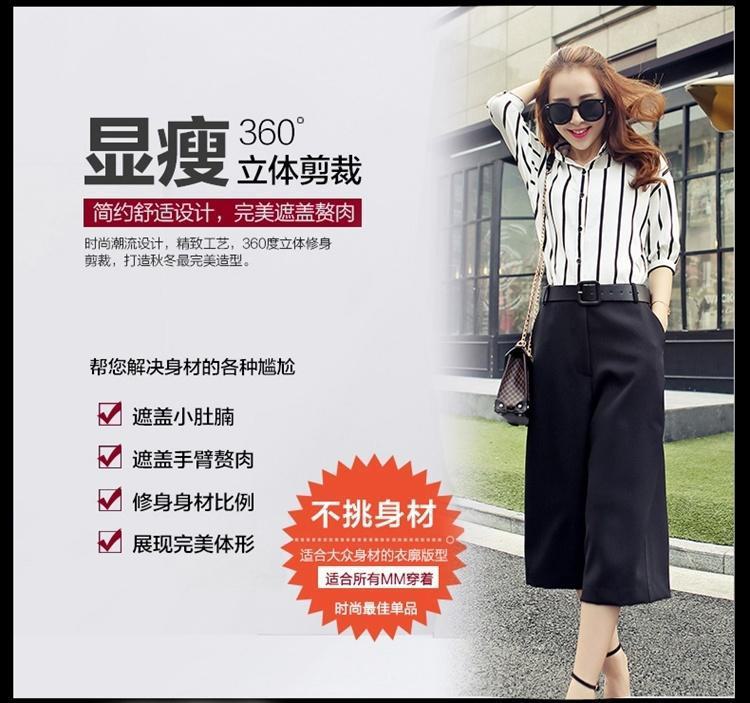 显瘦
360°
立体剪裁
简约舒适设计，完美遮盖赘肉
时尚潮流设计，精致工艺，360度立体修身
剪裁，打造秋冬最完美造型。
帮您解决身材的各种尴尬
遮盖小肚腩
遮盖手臂赘肉
修身身材比例
展现完美体形
不挑身材
适合大众身材的衣廓版型
适合所有MM穿着
时尚最佳单品